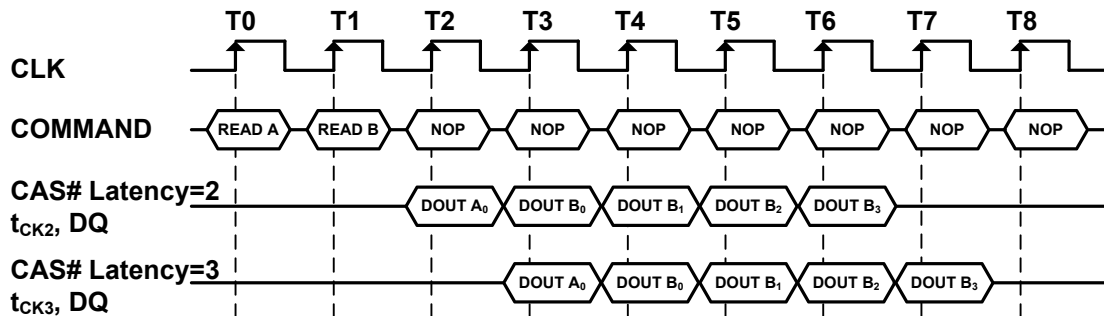 T0 T1 T2 T3 T4 T5 T6 T7 T8
CLK
COMMAND READ A READ B NOP NOP NOP NOP NOP NOP NOP
CAS# Latency=2
t_CK2, DQ DOUT A₀ DOUT B₀ DOUT B₁ DOUT B₂ DOUT B₃
CAS# Latency=3
t_CK3, DQ DOUT A₀ DOUT B₀ DOUT B₁ DOUT B₂ DOUT B₃